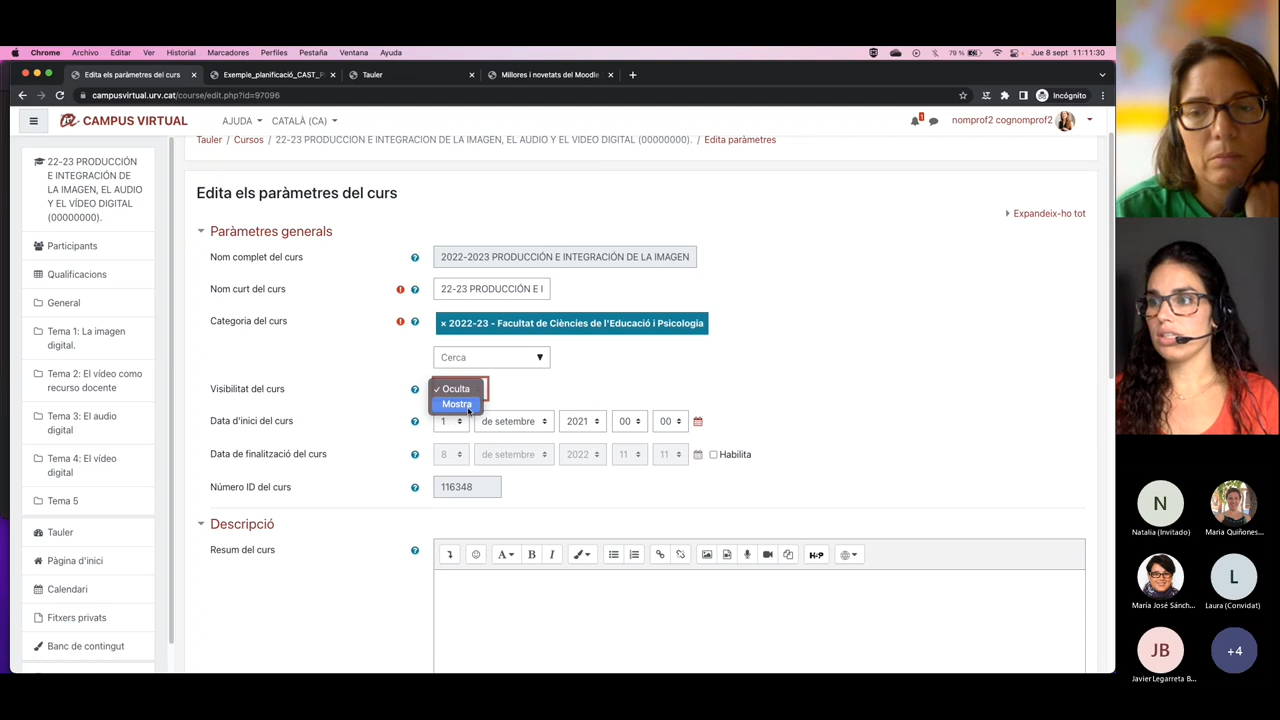 Chrome Arxiu Editar Ver Historial Marcadores Perfiles Pestaña Ventana Ayuda 79 % Jue 8 sept 11:11:30
Edita els paràmetres del curs Exemple_planificació_CAST_P Tauler Millores i novetats del Moodle
campusvirtual.urv.cat/course/edit.php?id=97096 Incógnito
CAMPUS VIRTUAL AJUDA CATALÀ (CA) nomprof2 cognomprof2
Tauler / Cursos / 22-23 PRODUCCIÓN E INTEGRACIÓN DE LA IMAGEN, EL AUDIO Y EL VÍDEO DIGITAL (00000000). / Edita paràmetres
22-23 PRODUCCIÓN
E INTEGRACIÓN DE
LA IMAGEN, EL AUDIO
Y EL VÍDEO DIGITAL
(00000000).
Participants
Qualificacions
General
Tema 1: La imagen
digital.
Tema 2: El vídeo como
recurso docente
Tema 3: El audio
digital
Tema 4: El vídeo
digital
Tema 5
Tauler
Pàgina d'inici
Calendari
Fitxers privats
Banc de contingut
Edita els paràmetres del curs
Expandeix-ho tot
Paràmetres generals
Nom complet del curs 2022-2023 PRODUCCIÓN E INTEGRACIÓN DE LA IMAGEN
Nom curt del curs 22-23 PRODUCCIÓN E I
Categoria del curs × 2022-23 - Facultat de Ciències de l'Educació i Psicologia
Cerca ▼
Visibilitat del curs ✓ Oculta
Mostra
Data d'inici del curs 1 de setembre 2021 00 00
Data de finalització del curs 8 de setembre 2022 11 11 Habilita
Número ID del curs 116348
Descripció
Resum del curs
A B I H-P
N
Natalia (Invitado) Maria Quiñones...
L
María José Sánch... Laura (Convidat)
JB +4
Javier Legarreta B...